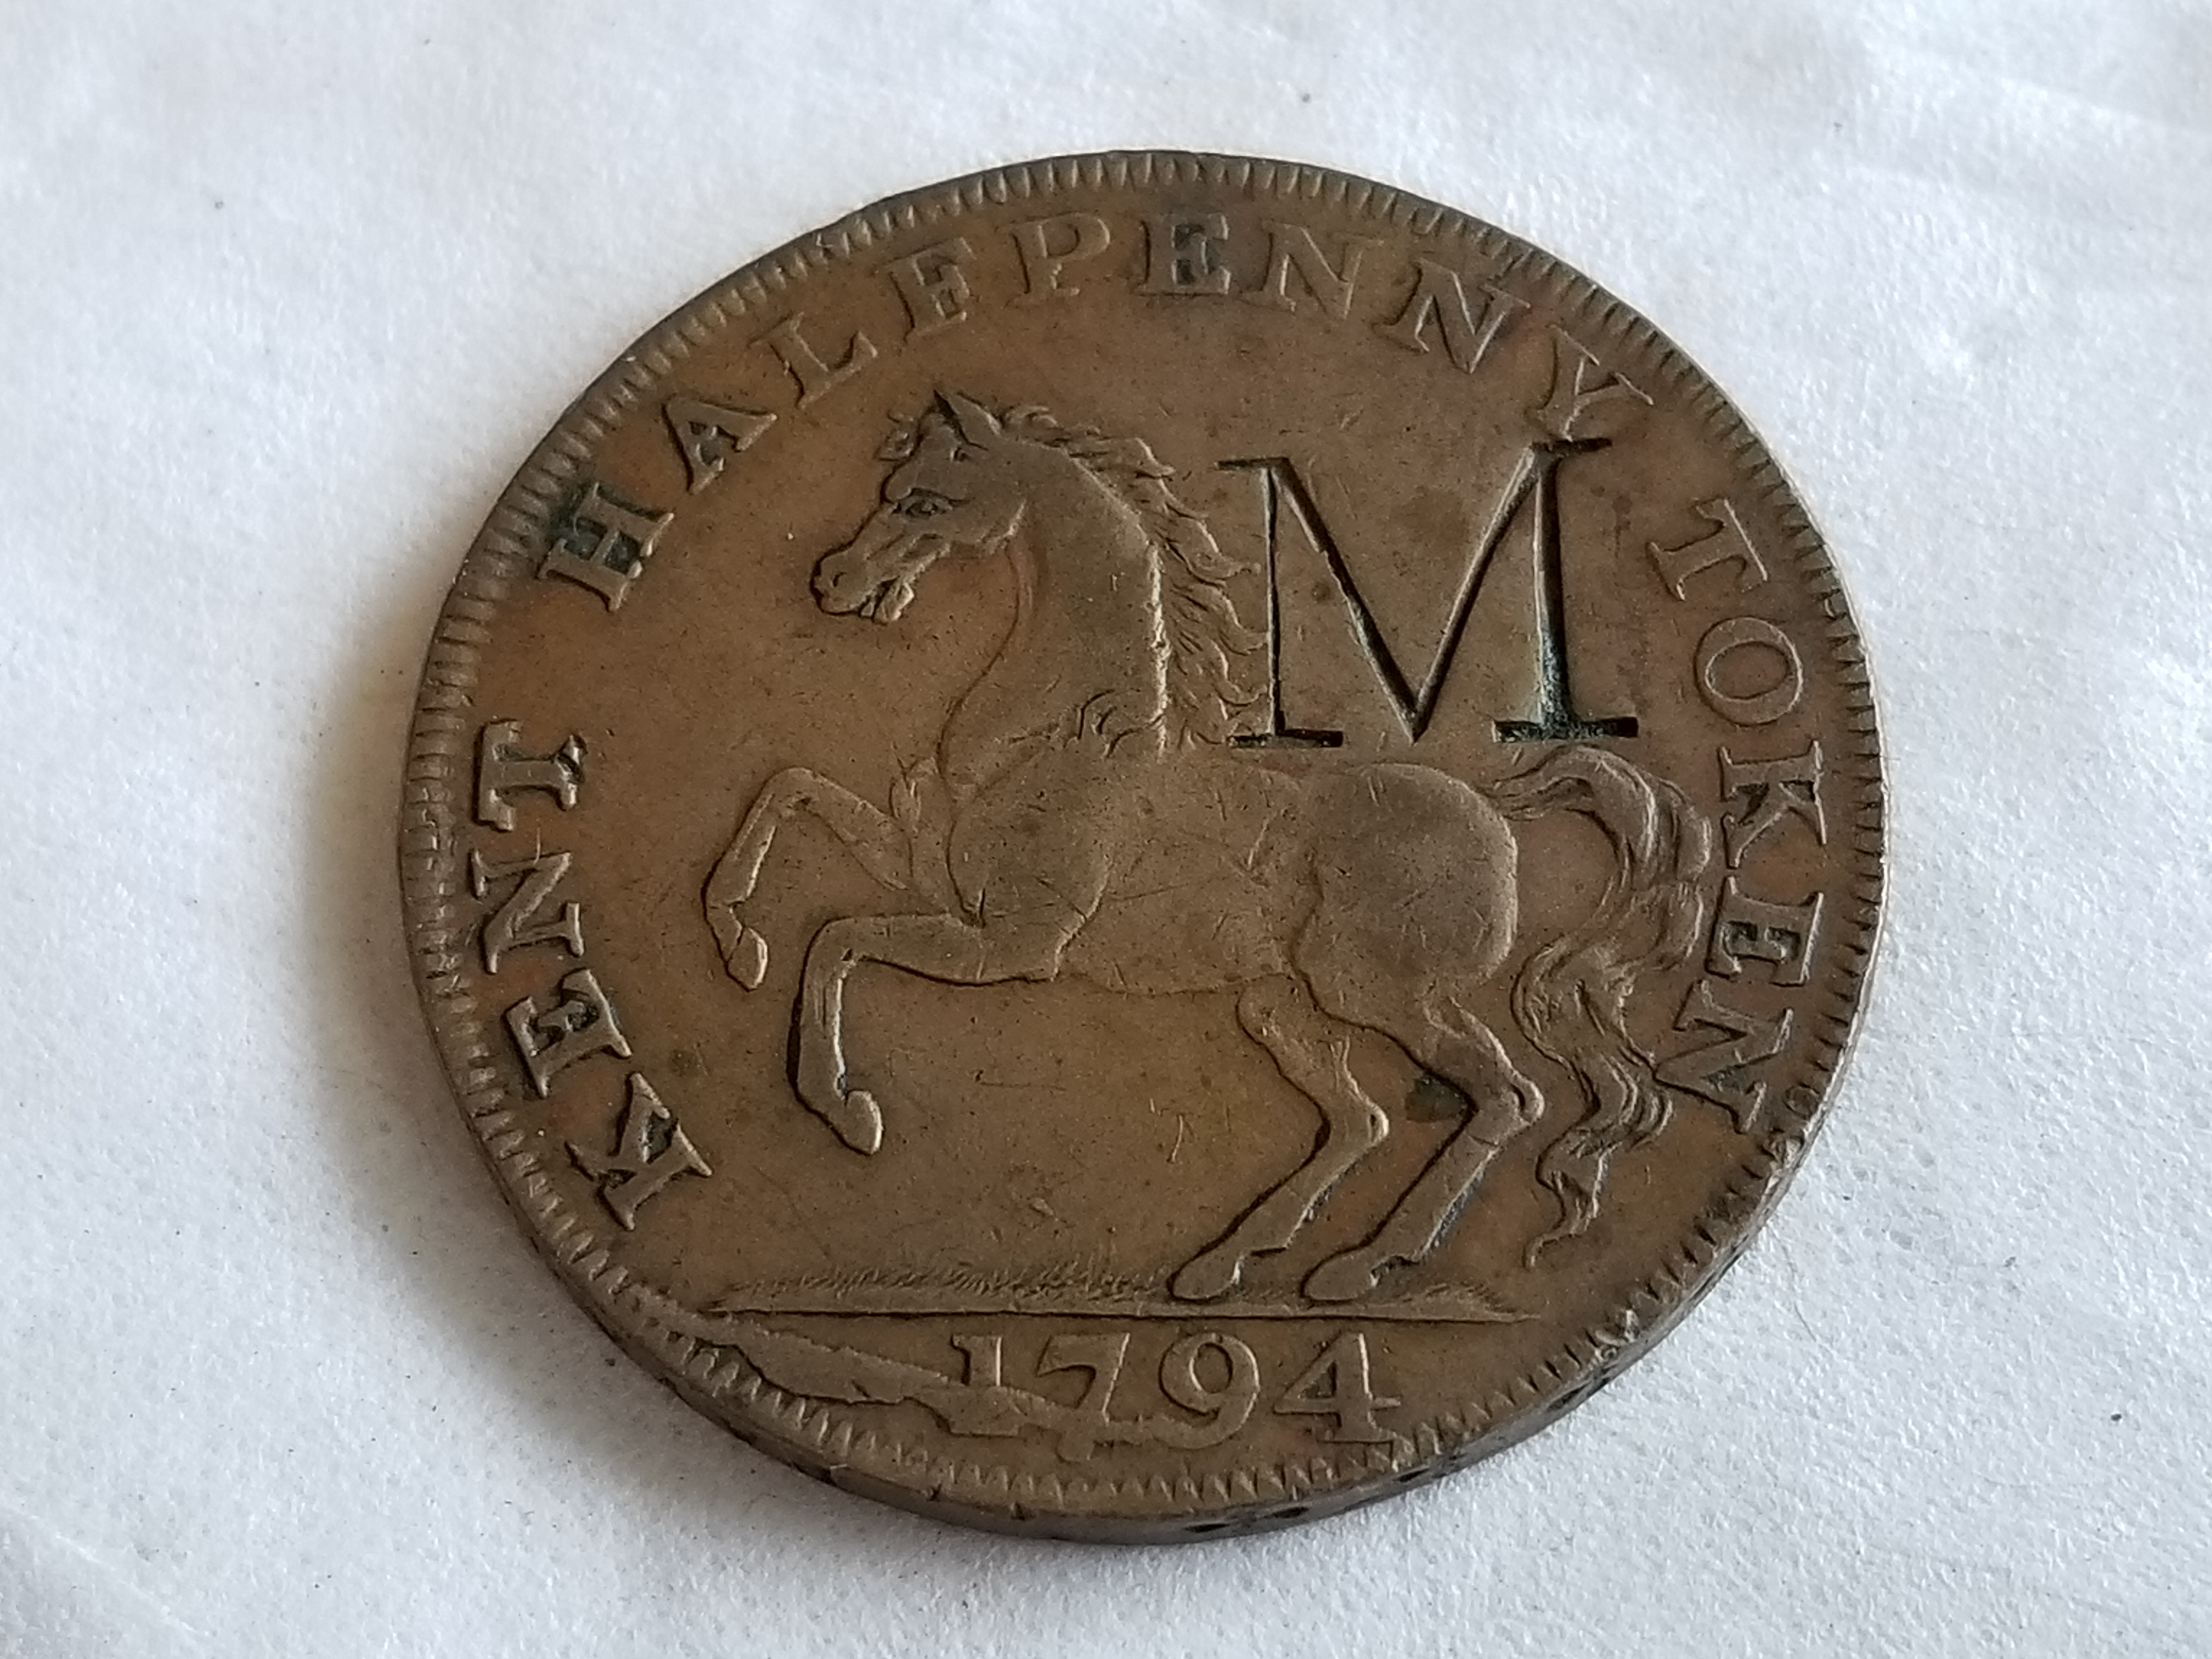 KENT HALFPENNY TOKEN
M
1794